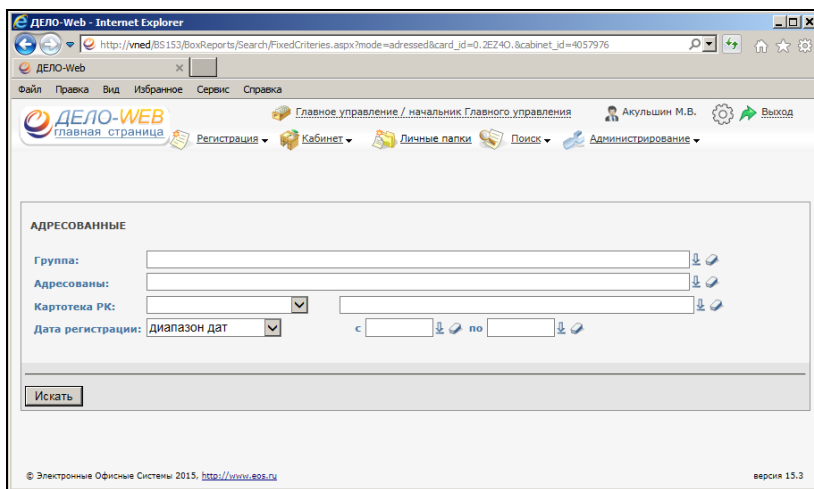 ДЕЛО-Web - Internet Explorer
http://vned/BS153/BoxReports/Search/FixedCriteries.aspx?mode=adressed&card_id=0.2EZ4O.&cabinet_id=4057976
ДЕЛО-Web
Файл Правка Вид Избранное Сервис Справка
ДЕЛО-WEB
главная страница
Главное управление / начальник Главного управления Акульшин М.В. Выход
Регистрация Кабинет Личные папки Поиск Администрирование
АДРЕСОВАННЫЕ
Группа:
Адресованы:
Картотека РК:
Дата регистрации: диапазон дат с по
Искать
© Электронные Офисные Системы 2015, http://www.eos.ru версия 15.3